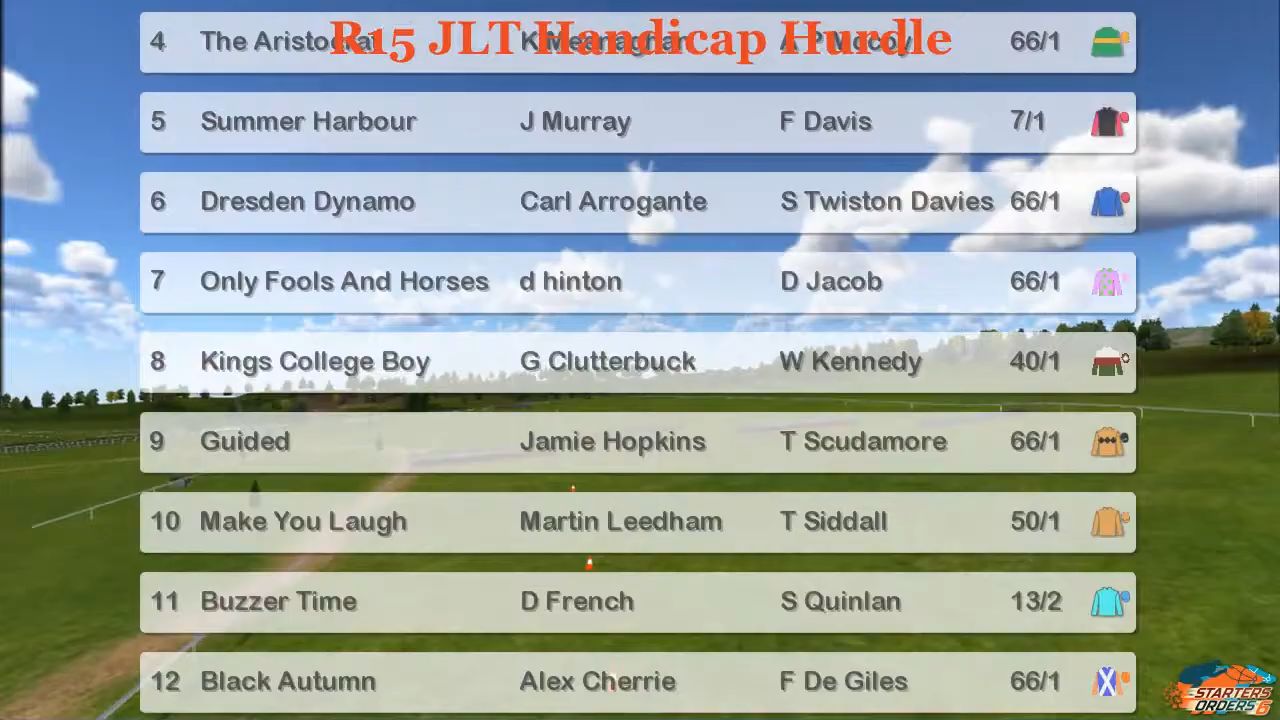 R15 JLT Handicap Hurdle
4 The Aristocrat K Meanaghan A P Mccoy 66/1
5 Summer Harbour J Murray F Davis 7/1
6 Dresden Dynamo Carl Arrogante S Twiston Davies 66/1
7 Only Fools And Horses d hinton D Jacob 66/1
8 Kings College Boy G Clutterbuck W Kennedy 40/1
9 Guided Jamie Hopkins T Scudamore 66/1
10 Make You Laugh Martin Leedham T Siddall 50/1
11 Buzzer Time D French S Quinlan 13/2
12 Black Autumn Alex Cherrie F De Giles 66/1
STARTERS
ORDERS 6